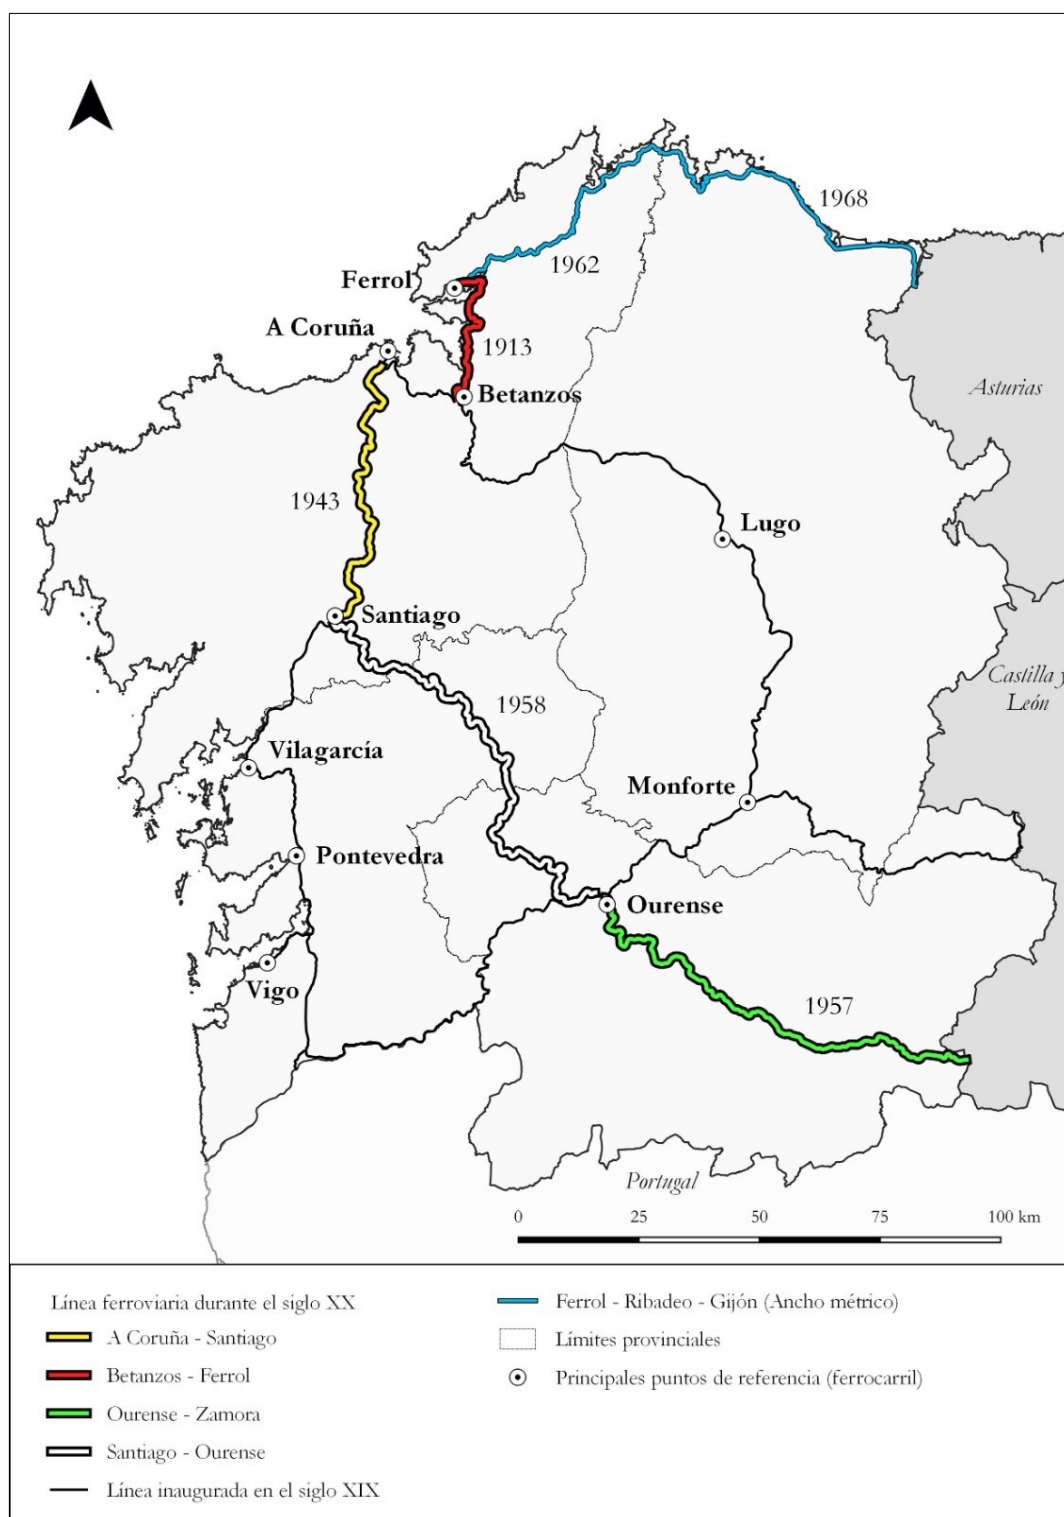 1968
1962
Ferrol
A Coruña
1913
Betanzos
Asturias
1943
Lugo
Santiago
Castilla y
León
1958
Vilagarcía
Monforte
Pontevedra
Ourense
Vigo
1957
Portugal
0 25 50 75 100 km
Línea ferroviaria durante el siglo XX
A Coruña - Santiago
Betanzos - Ferrol
Ourense - Zamora
Santiago - Ourense
Línea inaugurada en el siglo XIX
Ferrol - Ribadeo - Gijón (Ancho métrico)
Límites provinciales
Principales puntos de referencia (ferrocarril)